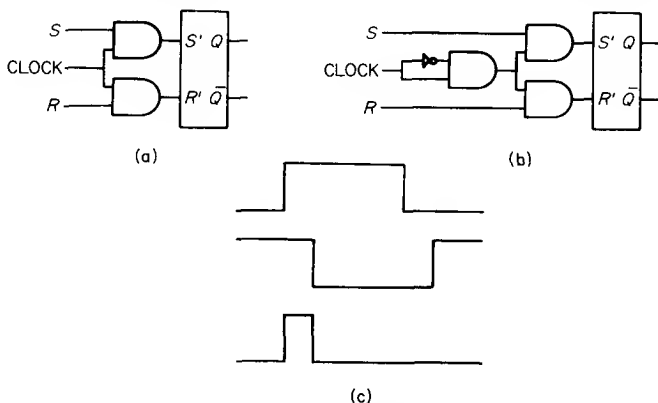 S
CLOCK
R
S' Q
R' Q̅
(a)
S
CLOCK
R
S' Q
R' Q̅
(b)
(c)